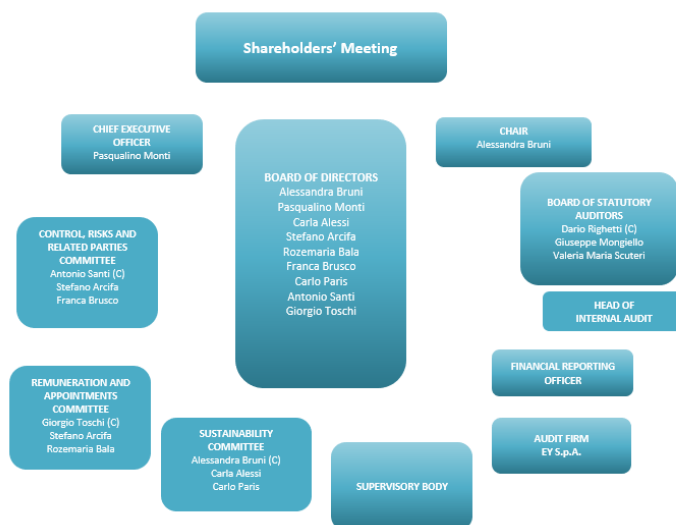 Shareholders' Meeting
CHIEF EXECUTIVE
OFFICER
Pasqualino Monti
CHAIR
Alessandra Bruni
BOARD OF DIRECTORS
Alessandra Bruni
Pasqualino Monti
Carla Alessi
Stefano Arcifa
Rozemaria Bala
Franca Brusco
Carlo Paris
Antonio Santi
Giorgio Toschi
BOARD OF STATUTORY
AUDITORS
Dario Righetti (C)
Giuseppe Mongiello
Valeria Maria Scuteri
CONTROL, RISKS AND
RELATED PARTIES
COMMITTEE
Antonio Santi (C)
Stefano Arcifa
Franca Brusco
HEAD OF
INTERNAL AUDIT
FINANCIAL REPORTING
OFFICER
REMUNERATION AND
APPOINTMENTS
COMMITTEE
Giorgio Toschi (C)
Stefano Arcifa
Rozemaria Bala
SUSTAINABILITY
COMMITTEE
Alessandra Bruni (C)
Carla Alessi
Carlo Paris
AUDIT FIRM
EY S.p.A.
SUPERVISORY BODY